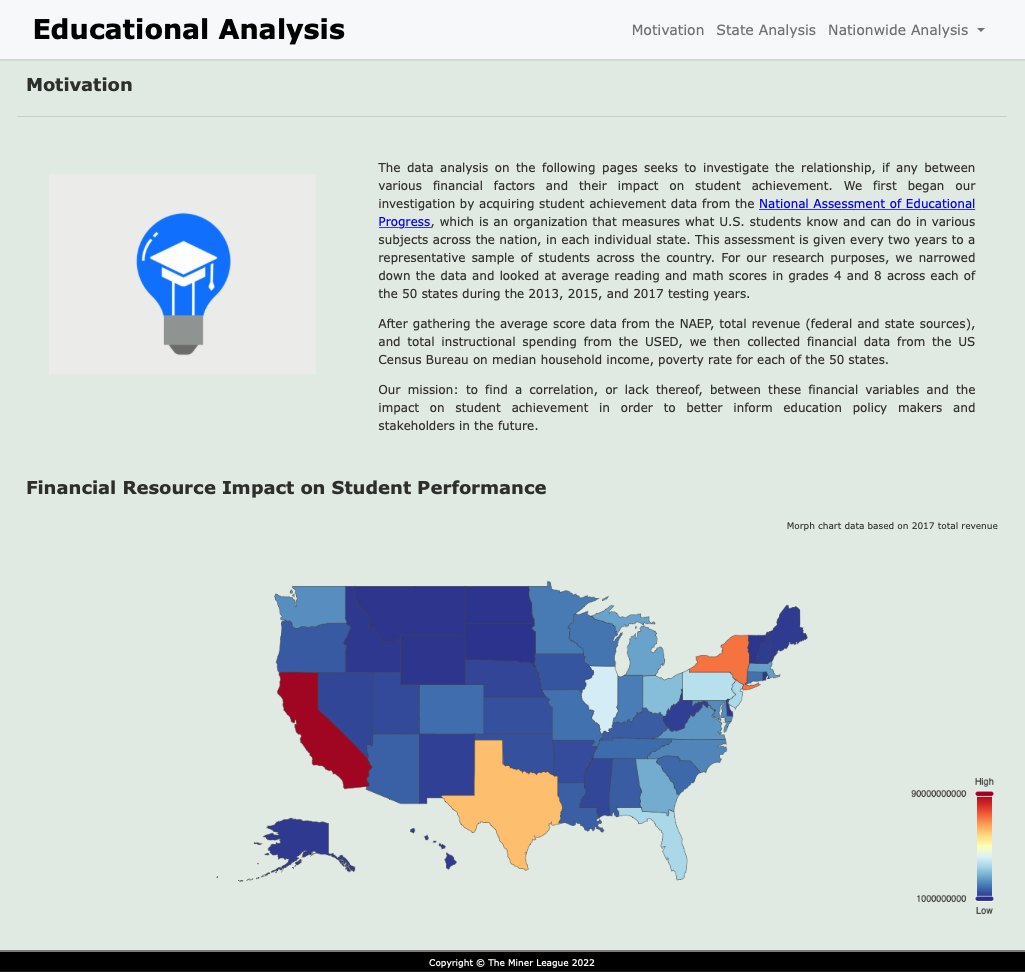 Educational Analysis
Motivation State Analysis Nationwide Analysis
Motivation
The data analysis on the following pages seeks to investigate the relationship, if any between
various financial factors and their impact on student achievement. We first began our
investigation by acquiring student achievement data from the National Assessment of Educational
Progress, which is an organization that measures what U.S. students know and can do in various
subjects across the nation, in each individual state. This assessment is given every two years to a
representative sample of students across the country. For our research purposes, we narrowed
down the data and looked at average reading and math scores in grades 4 and 8 across each of
the 50 states during the 2013, 2015, and 2017 testing years.
After gathering the average score data from the NAEP, total revenue (federal and state sources),
and total instructional spending from the USED, we then collected financial data from the US
Census Bureau on median household income, poverty rate for each of the 50 states.
Our mission: to find a correlation, or lack thereof, between these financial variables and the
impact on student achievement in order to better inform education policy makers and
stakeholders in the future.
Financial Resource Impact on Student Performance
Morph chart data based on 2017 total revenue
High
90000000000
1000000000
Low
Copyright © The Miner League 2022